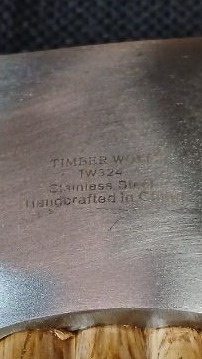 TIMBER WOLF
TW324
Stainless Steel
Handcrafted In China